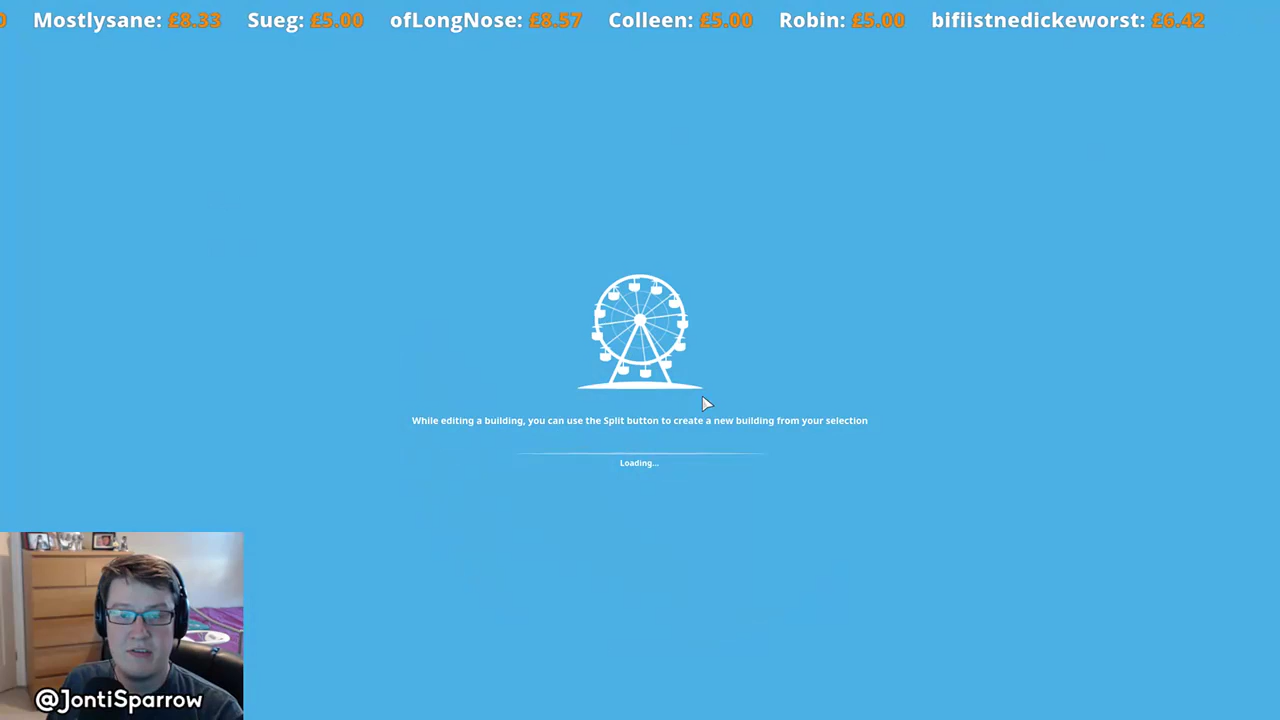 Mostlysane: £8.33 Sueg: £5.00 ofLongNose: £8.57 Colleen: £5.00 Robin: £5.00 bifiistnedickeworst: £6.42
While editing a building, you can use the Split button to create a new building from your selection
Loading...
@JontiSparrow